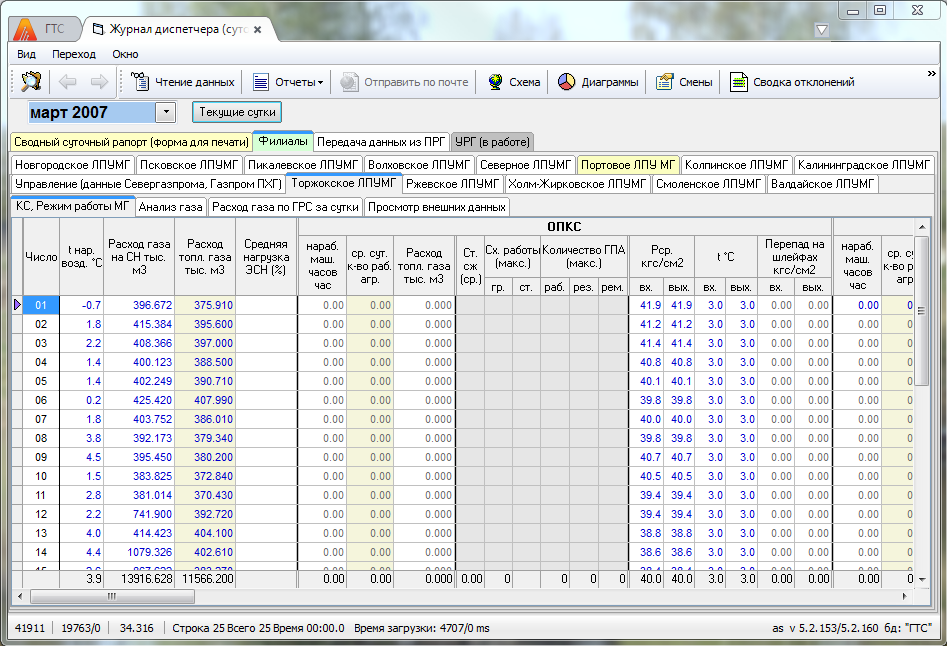 ГТС Журнал диспетчера (сут
Вид Переход Окно
Чтение данных Отчеты Отправить по почте Схема Диаграммы Смены Сводка отклонений
март 2007 Текущие сутки
Сводный суточный рапорт (форма для печати) Филиалы Передача данных из ПРГ УРГ (в работе)
Новгородское ЛПУМГ Псковское ЛПУМГ Пикалевское ЛПУМГ Волховское ЛПУМГ Северное ЛПУМГ Портовое ЛПУ МГ Колпинское ЛПУМГ Калининградское ЛПУМГ
Управление (данные Севергазпрома, Газпром ПХГ) Торжокское ЛПУМГ Ржевское ЛПУМГ Холм-Жирковское ЛПУМГ Смоленское ЛПУМГ Валдайское ЛПУМГ
КС, Режим работы МГ Анализ газа Расход газа по ГРС за сутки Просмотр внешних данных
ОПКС
Число t нар. возд. °C Расход газа на СН тыс. м3 Расход топл. газа тыс. м3 Средняя нагрузка ЭСН (%) нараб. маш. часов час ср. сут. к-во раб. агр. Расход топл. газа тыс. м3 Ст. сж (ср.) Сх. работы (макс.) Количество ГПА (макс.) Pср. кгс/см2 t °C Перепад на шлейфах кгс/см2 нараб. маш. часов час ср. су к-во ра агр.
гр. ст. раб. рез. рем. вх. вых. вх. вых. вх. вых.
01 -0.7 396.672 375.910 0.00 0.00 0.000 41.9 41.9 3.0 3.0 0.00 0.00 0.00 0
02 1.8 415.384 395.600 0.00 0.00 0.000 41.2 41.2 3.0 3.0 0.00 0.00 0.00 0
03 2.2 408.366 397.000 0.00 0.00 0.000 41.4 41.4 3.0 3.0 0.00 0.00 0.00 0
04 1.4 400.123 388.500 0.00 0.00 0.000 40.8 40.8 3.0 3.0 0.00 0.00 0.00 0
05 1.4 402.249 390.710 0.00 0.00 0.000 40.1 40.1 3.0 3.0 0.00 0.00 0.00 0
06 0.2 425.420 407.990 0.00 0.00 0.000 39.8 39.8 3.0 3.0 0.00 0.00 0.00 0
07 1.8 403.752 386.010 0.00 0.00 0.000 40.0 40.0 3.0 3.0 0.00 0.00 0.00 0
08 3.8 392.173 379.340 0.00 0.00 0.000 39.8 39.8 3.0 3.0 0.00 0.00 0.00 0
09 4.5 395.450 380.200 0.00 0.00 0.000 40.7 40.7 3.0 3.0 0.00 0.00 0.00 0
10 1.5 383.825 372.840 0.00 0.00 0.000 40.5 40.5 3.0 3.0 0.00 0.00 0.00 0
11 2.8 381.014 370.430 0.00 0.00 0.000 39.4 39.4 3.0 3.0 0.00 0.00 0.00 0
12 2.2 741.900 392.720 0.00 0.00 0.000 39.4 39.4 3.0 3.0 0.00 0.00 0.00 0
13 4.0 414.423 404.100 0.00 0.00 0.000 38.8 38.8 3.0 3.0 0.00 0.00 0.00 0
14 4.4 1079.326 402.610 0.00 0.00 0.000 38.6 38.6 3.0 3.0 0.00 0.00 0.00 0
3.9 13916.628 11566.200 0.00 0.00 0.000 0.00 0 0 0 0 40.0 40.0 3.0 3.0 0.00 0.00 0.00 0
41911 19763/0 34.316 Строка 25 Всего 25 Время 00:00.0 Время загрузки: 4707/0 ms as v 5.2.153/5.2.160 бд: "ГТС"